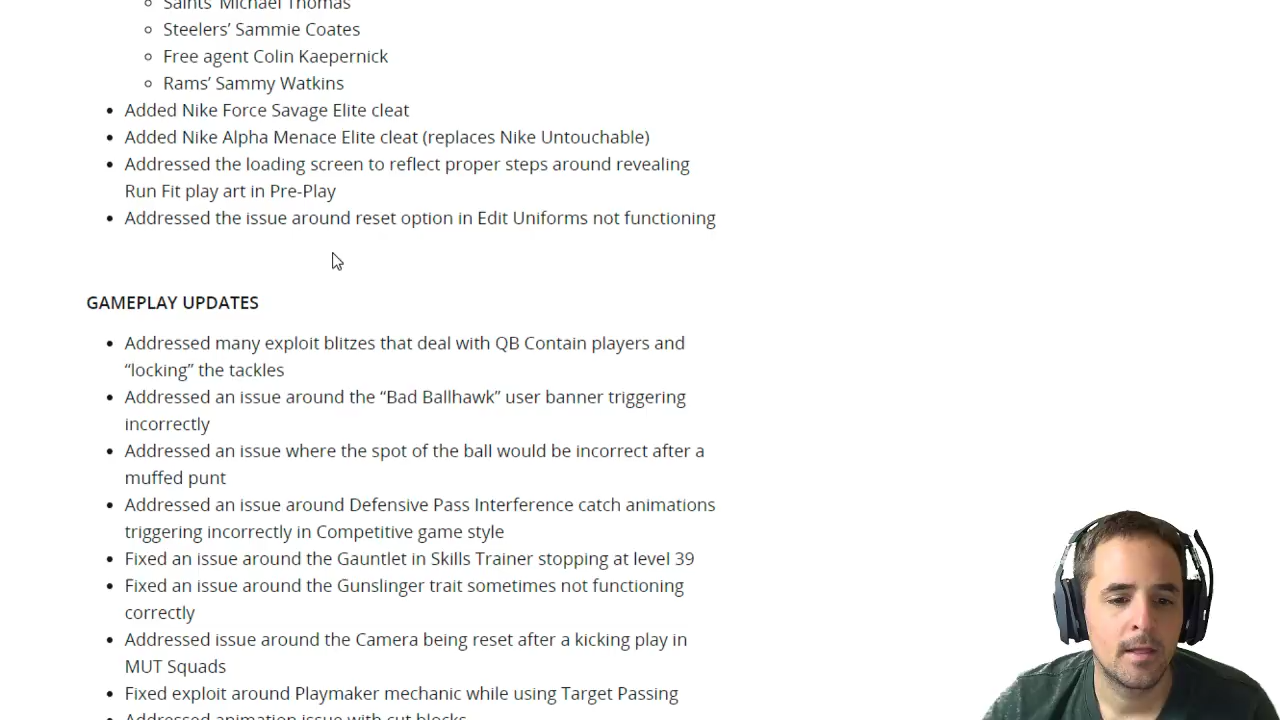 Saints' Michael Thomas
Steelers' Sammie Coates
Free agent Colin Kaepernick
Rams' Sammy Watkins
Added Nike Force Savage Elite cleat
Added Nike Alpha Menace Elite cleat (replaces Nike Untouchable)
Addressed the loading screen to reflect proper steps around revealing
Run Fit play art in Pre-Play
Addressed the issue around reset option in Edit Uniforms not functioning
GAMEPLAY UPDATES
Addressed many exploit blitzes that deal with QB Contain players and
“locking” the tackles
Addressed an issue around the “Bad Ballhawk” user banner triggering
incorrectly
Addressed an issue where the spot of the ball would be incorrect after a
muffed punt
Addressed an issue around Defensive Pass Interference catch animations
triggering incorrectly in Competitive game style
Fixed an issue around the Gauntlet in Skills Trainer stopping at level 39
Fixed an issue around the Gunslinger trait sometimes not functioning
correctly
Addressed issue around the Camera being reset after a kicking play in
MUT Squads
Fixed exploit around Playmaker mechanic while using Target Passing
Addressed animation issue with cut blocks